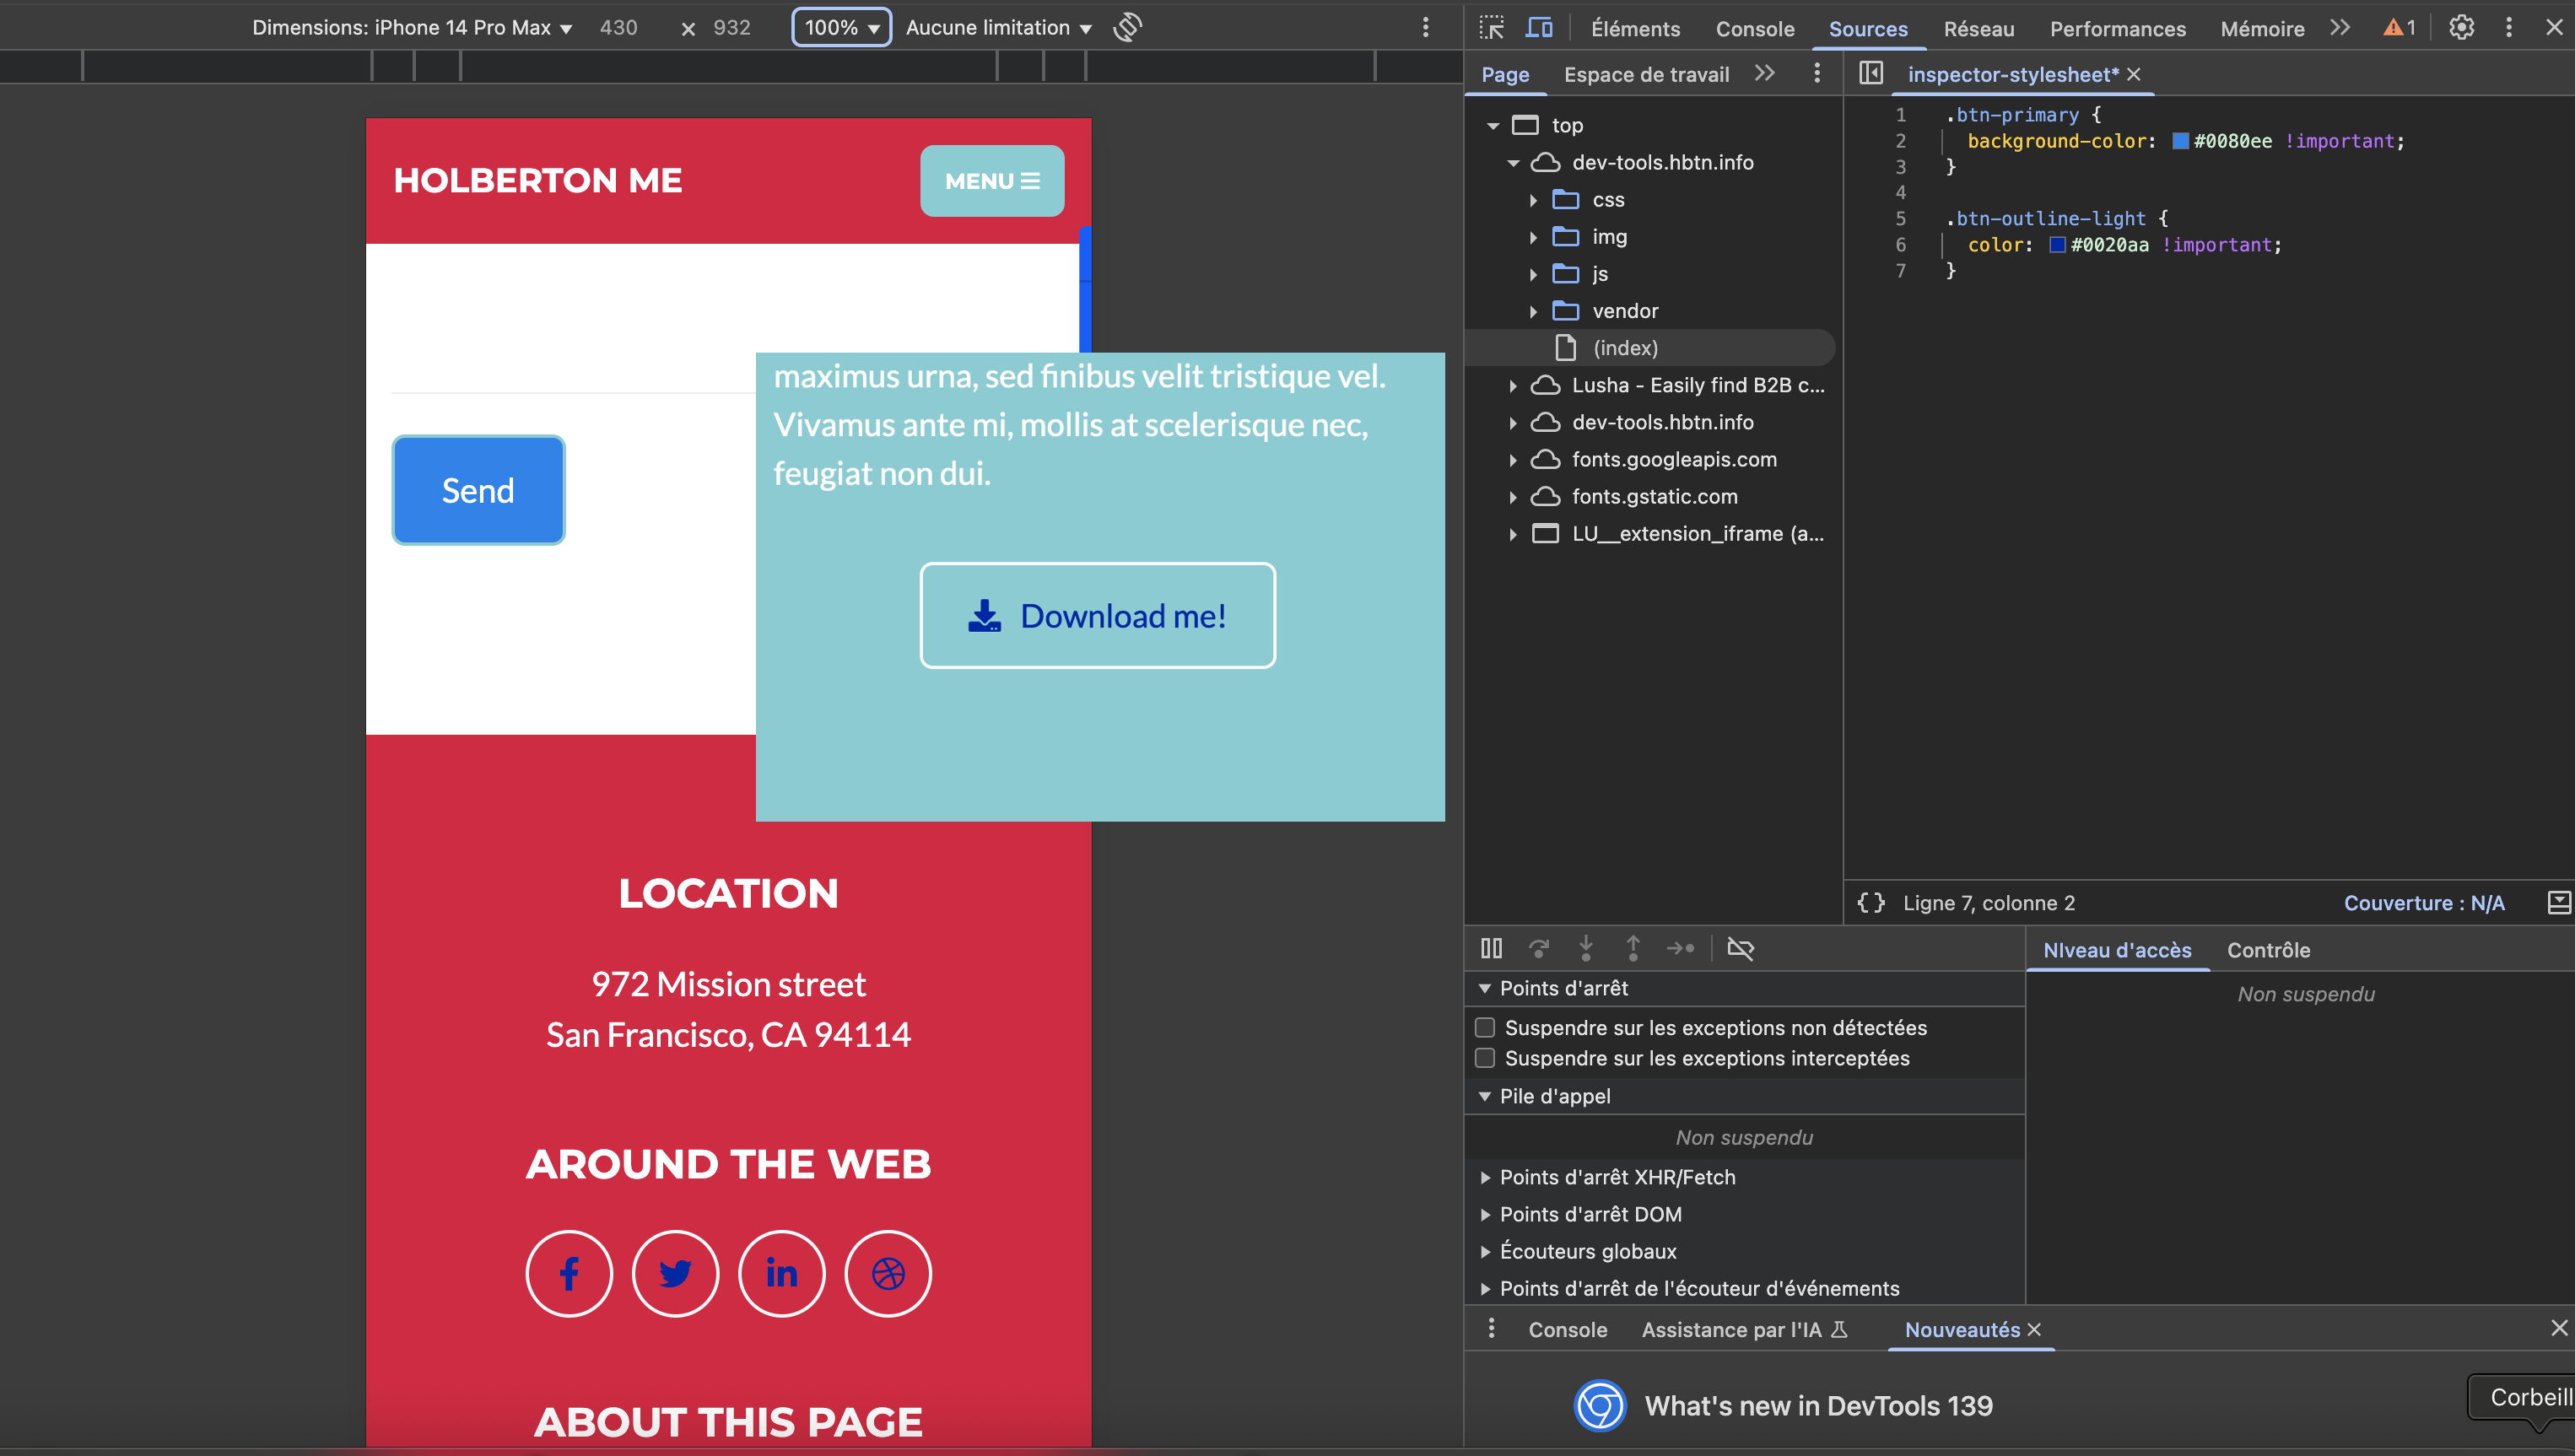 Dimensions: iPhone 14 Pro Max ▼ 430 × 932 100% ▼ Aucune limitation ▼
Éléments Console Sources Réseau Performances Mémoire 1
Page Espace de travail
inspector-stylesheet*
HOLBERTON ME
MENU
Send
maximus urna, sed finibus velit tristique vel.
Vivamus ante mi, mollis at scelerisque nec,
feugiat non dui.
Download me!
LOCATION
972 Mission street
San Francisco, CA 94114
AROUND THE WEB
ABOUT THIS PAGE
top
dev-tools.hbtn.info
css
img
js
vendor
(index)
Lusha - Easily find B2B c...
dev-tools.hbtn.info
fonts.googleapis.com
fonts.gstatic.com
LU__extension_iframe (a...
1 .btn-primary {
2 background-color: #0080ee !important;
3 }
4
5 .btn-outline-light {
6 color: #0020aa !important;
7 }
{} Ligne 7, colonne 2 Couverture : N/A
Points d'arrêt
Suspendre sur les exceptions non détectées
Suspendre sur les exceptions interceptées
Pile d'appel
Non suspendu
Points d'arrêt XHR/Fetch
Points d'arrêt DOM
Écouteurs globaux
Points d'arrêt de l'écouteur d'événements
NIveau d'accès Contrôle
Non suspendu
Console Assistance par l'IA Nouveautés
What's new in DevTools 139
Corbeill